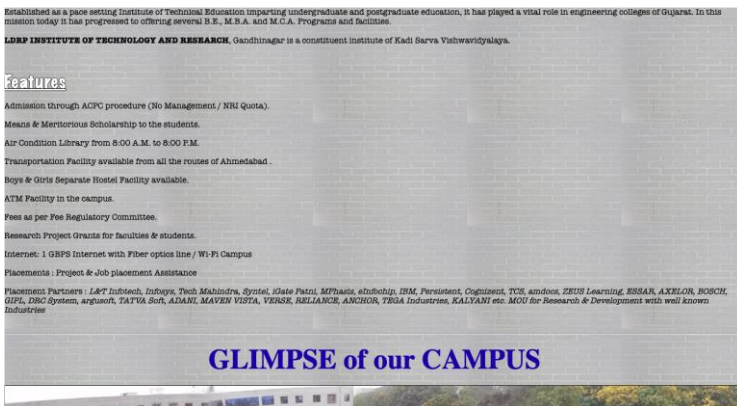 Established as a pace setting Institute of Technical Education imparting undergraduate and postgraduate education, it has played a vital role in engineering colleges of Gujarat. In this
mission today it has progressed to offering several B.E., M.B.A. and M.C.A. Programs and facilities.
LDRP INSTITUTE OF TECHNOLOGY AND RESEARCH, Gandhinagar is a constituent institute of Kadi Sarva Vishwavidyalaya.
Features
Admission through ACPC procedure (No Management / NRI Quota).
Means & Meritorious Scholarship to the students.
Air Condition Library from 8:00 A.M. to 8:00 P.M.
Transportation Facility available from all the routes of Ahmedabad .
Boys & Girls Separate Hostel Facility available.
ATM Facility in the campus.
Fees as per Fee Regulatory Committee.
Research Project Grants for faculties & students.
Internet: 1 GBPS Internet with Fiber optics line / Wi-Fi Campus
Placements : Project & Job placement Assistance
Placement Partners : L&T Infotech, Infosys, Tech Mahindra, Syntel, iGate Patni, MPhasis, eInfochip, IBM, Persistent, Cognizent, TCS, amdocs, ZEUS Learning, ESSAR, AXELOR, BOSCH,
GIPL, DRC System, argusoft, TATVA Soft, ADANI, MAVEN VISTA, VERSE, RELIANCE, ANCHOR, TEGA Industries, KALYANI etc. MOU for Research & Development with well known
Industries
GLIMPSE of our CAMPUS